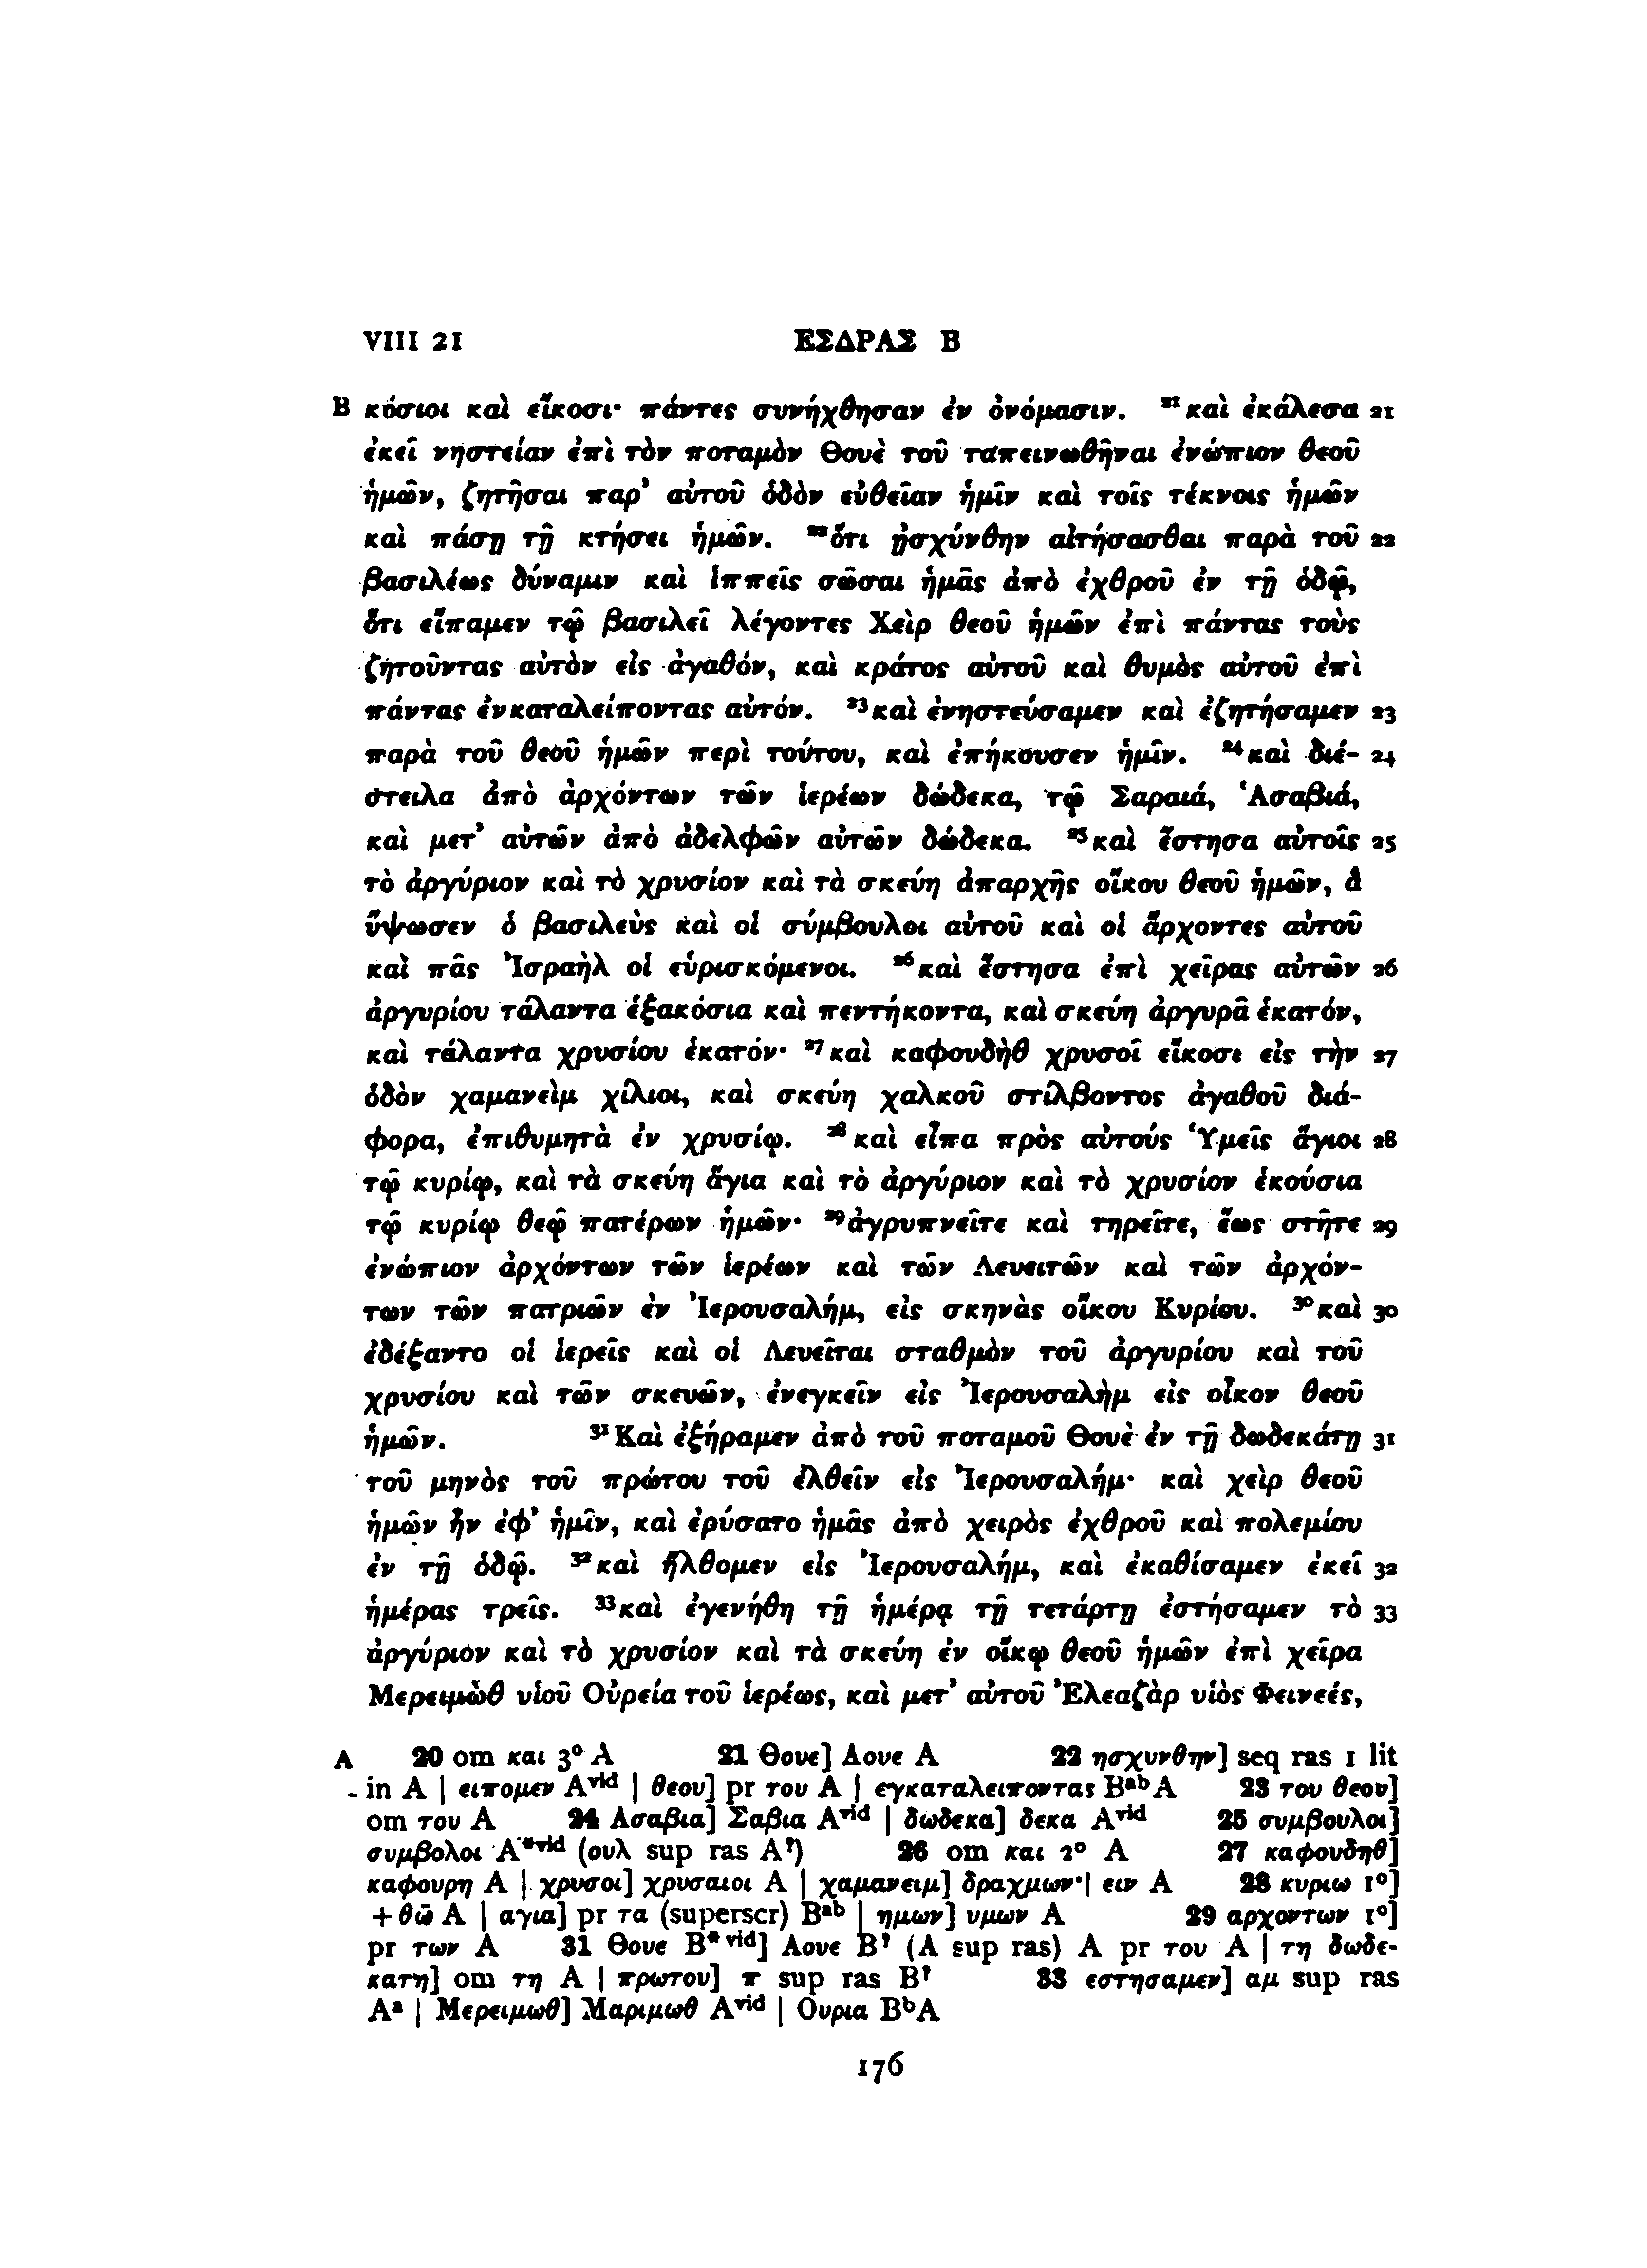 VIII 21 ΕΣΔΡΑΣ Β
B κόσιοι καὶ εἴκοσι· πάντες συνήχθησαν ἐν ὀνόμασιν. ²¹καὶ ἐκάλεσα 21
ἐκεῖ νηστείαν ἐπὶ τὸν ποταμὸν Θουὲ τοῦ ταπεινωθῆναι ἐνώπιον θεοῦ
ἡμῶν, ζητῆσαι παρ’ αὐτοῦ ὁδὸν εὐθεῖαν ἡμῖν καὶ τοῖς τέκνοις ἡμῶν
καὶ πάσῃ τῇ κτήσει ἡμῶν. ²²ὅτι ᾐσχύνθην αἰτήσασθαι παρὰ τοῦ 22
βασιλέως δύναμιν καὶ ἱππεῖς σῶσαι ἡμᾶς ἀπὸ ἐχθροῦ ἐν τῇ ὁδῷ,
ὅτι εἴπαμεν τῷ βασιλεῖ λέγοντες Χεὶρ θεοῦ ἡμῶν ἐπὶ πάντας τοὺς
ζητοῦντας αὐτὸν εἰς ἀγαθόν, καὶ κράτος αὐτοῦ καὶ θυμὸς αὐτοῦ ἐπὶ
πάντας ἐνκαταλείποντας αὐτόν. ²³καὶ ἐνηστεύσαμεν καὶ ἐζητήσαμεν 23
παρὰ τοῦ θεοῦ ἡμῶν περὶ τούτου, καὶ ἐπήκουσεν ἡμῖν. ²⁴καὶ διέ- 24
στειλα ἀπὸ ἀρχόντων τῶν ἱερέων δώδεκα, τῷ Σαραιά, Ἁσαβιά,
καὶ μετ’ αὐτῶν ἀπὸ ἀδελφῶν αὐτῶν δώδεκα. ²⁵καὶ ἔστησα αὐτοῖς 25
τὸ ἀργύριον καὶ τὸ χρυσίον καὶ τὰ σκεύη ἀπαρχῆς οἴκου θεοῦ ἡμῶν, ἃ
ὕψωσεν ὁ βασιλεὺς καὶ οἱ σύμβουλοι αὐτοῦ καὶ οἱ ἄρχοντες αὐτοῦ
καὶ πᾶς Ἰσραὴλ οἱ εὑρισκόμενοι. ²⁶καὶ ἔστησα ἐπὶ χεῖρας αὐτῶν 26
ἀργυρίου τάλαντα ἑξακόσια καὶ πεντήκοντα, καὶ σκεύη ἀργυρᾶ ἑκατόν,
καὶ τάλαντα χρυσίου ἑκατόν· ²⁷καὶ καφουδὴθ χρυσοῖ εἴκοσι εἰς τὴν 27
ὁδὸν χαμανεὶμ χίλιοι, καὶ σκεύη χαλκοῦ στίλβοντος ἀγαθοῦ διά-
φορα, ἐπιθυμητὰ ἐν χρυσίῳ. ²⁸καὶ εἶπα πρὸς αὐτούς Ὑμεῖς ἅγιοι 28
τῷ κυρίῳ, καὶ τὰ σκεύη ἅγια καὶ τὸ ἀργύριον καὶ τὸ χρυσίον ἑκούσια
τῷ κυρίῳ θεῷ πατέρων ἡμῶν· ²⁹ἀγρυπνεῖτε καὶ τηρεῖτε, ἕως στῆτε 29
ἐνώπιον ἀρχόντων τῶν ἱερέων καὶ τῶν Λευειτῶν καὶ τῶν ἀρχόν-
των τῶν πατριῶν ἐν Ἰερουσαλήμ, εἰς σκηνὰς οἴκου Κυρίου. ³⁰καὶ 30
ἐδέξαντο οἱ ἱερεῖς καὶ οἱ Λευεῖται σταθμὸν τοῦ ἀργυρίου καὶ τοῦ
χρυσίου καὶ τῶν σκευῶν, ἐνεγκεῖν εἰς Ἰερουσαλὴμ εἰς οἶκον θεοῦ
ἡμῶν. ³¹Καὶ ἐξήραμεν ἀπὸ τοῦ ποταμοῦ Θουὲ ἐν τῇ δωδεκάτῃ 31
τοῦ μηνὸς τοῦ πρώτου τοῦ ἐλθεῖν εἰς Ἰερουσαλήμ· καὶ χεὶρ θεοῦ
ἡμῶν ἦν ἐφ’ ἡμῖν, καὶ ἐρύσατο ἡμᾶς ἀπὸ χειρὸς ἐχθροῦ καὶ πολεμίου
ἐν τῇ ὁδῷ. ³²καὶ ἤλθομεν εἰς Ἰερουσαλήμ, καὶ ἐκαθίσαμεν ἐκεῖ 32
ἡμέρας τρεῖς. ³³καὶ ἐγενήθη τῇ ἡμέρᾳ τῇ τετάρτῃ ἐστήσαμεν τὸ 33
ἀργύριον καὶ τὸ χρυσίον καὶ τὰ σκεύη ἐν οἴκῳ θεοῦ ἡμῶν ἐπὶ χεῖρα
Μερειμὼθ υἱοῦ Οὐρεία τοῦ ἱερέως, καὶ μετ’ αὐτοῦ Ἐλεαζὰρ υἱὸς Φεινεές,
A 20 om και 3° A 21 Θουε] Δουε A 22 ησχυνθην] seq ras 1 lit
in A | ειπομεν Aᵛⁱᵈ | θεου] pr του A | εγκαταλειποντας Bᵃᵇ A 23 του θεου]
om του A 24 Ασαβια] Σαβια Aᵛⁱᵈ | δωδεκα] δεκα Aᵛⁱᵈ 25 συμβουλοι]
συμβολοι A*ᵛⁱᵈ (ουλ sup ras A?) 26 om και 2° A 27 καφουδηθ]
καφουρη A | χρυσοι] χρυσαιοι A | χαμανειμ] δραχμων | ειν A 28 κυριω 1°]
+ θω̄ A | αγια] pr τα (superscr) Bᵃᵇ | ημων] υμων A 29 αρχοντων 1°]
pr των A 31 Θουε B*ᵛⁱᵈ] Αουε B? (Α sup ras) A pr του A | τη δωδε-
κατη] om τη A | πρωτου] π sup ras B? 33 εστησαμεν] αμ sup ras
Aᵃ | Μερειμωθ] Μαριμωθ Aᵛⁱᵈ | Ουρια BᵇA
176